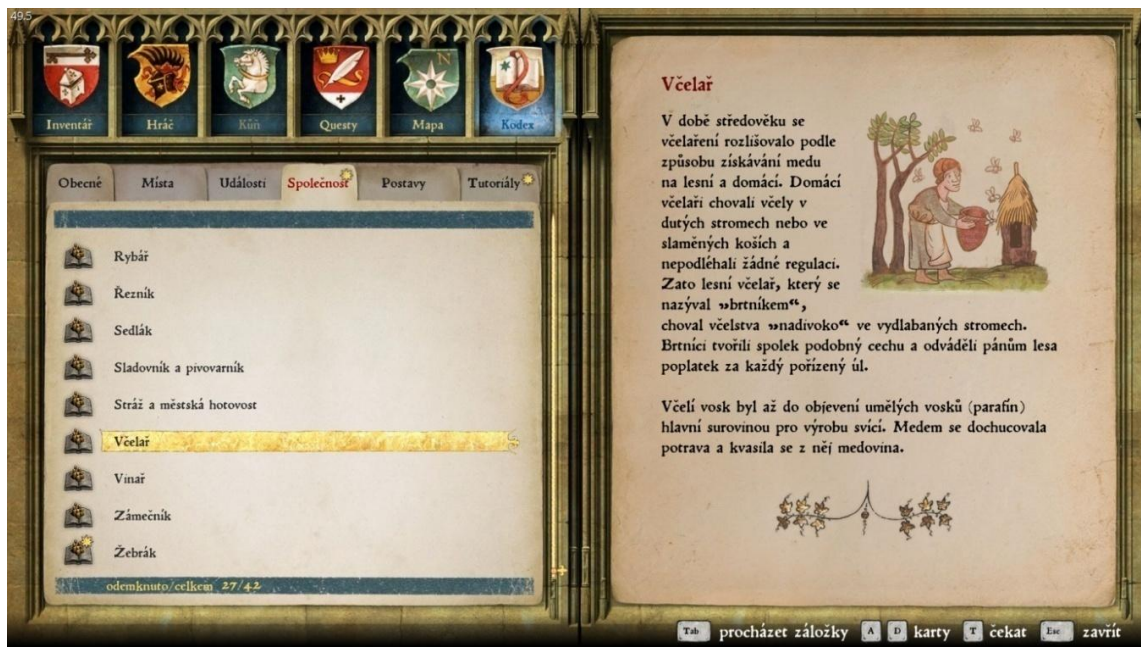 49.5
Inventář
Hráč
Kůň
Questy
Mapa
Kodex
Obecné
Místa
Události
Společnost
Postavy
Tutoriály
Rybář
Řezník
Sedlák
Sladovník a pivovarník
Stráž a městská hotovost
Včelař
Vinař
Zámečník
Žebrák
odemknuto/celkem 27/42
Včelař
V době středověku se
včelaření rozlišovalo podle
způsobu získávání medu
na lesní a domácí. Domácí
včelaři chovali včely v
dutých stromech nebo ve
slaměných koších a
nepodléhali žádné regulaci.
Zato lesní včelař, který se
nazýval »brtníkem“,
choval včelstva »nadivoko“ ve vydlabaných stromech.
Brtníci tvořili spolek podobný cechu a odváděli pánům lesa
poplatek za každý pořízený úl.
Včelí vosk byl až do objevení umělých vosků (parafín)
hlavní surovinou pro výrobu svící. Medem se dochucovala
potrava a kvasila se z něj medovina.
N
Tab procházet záložky A D karty T čekat Esc zavřít